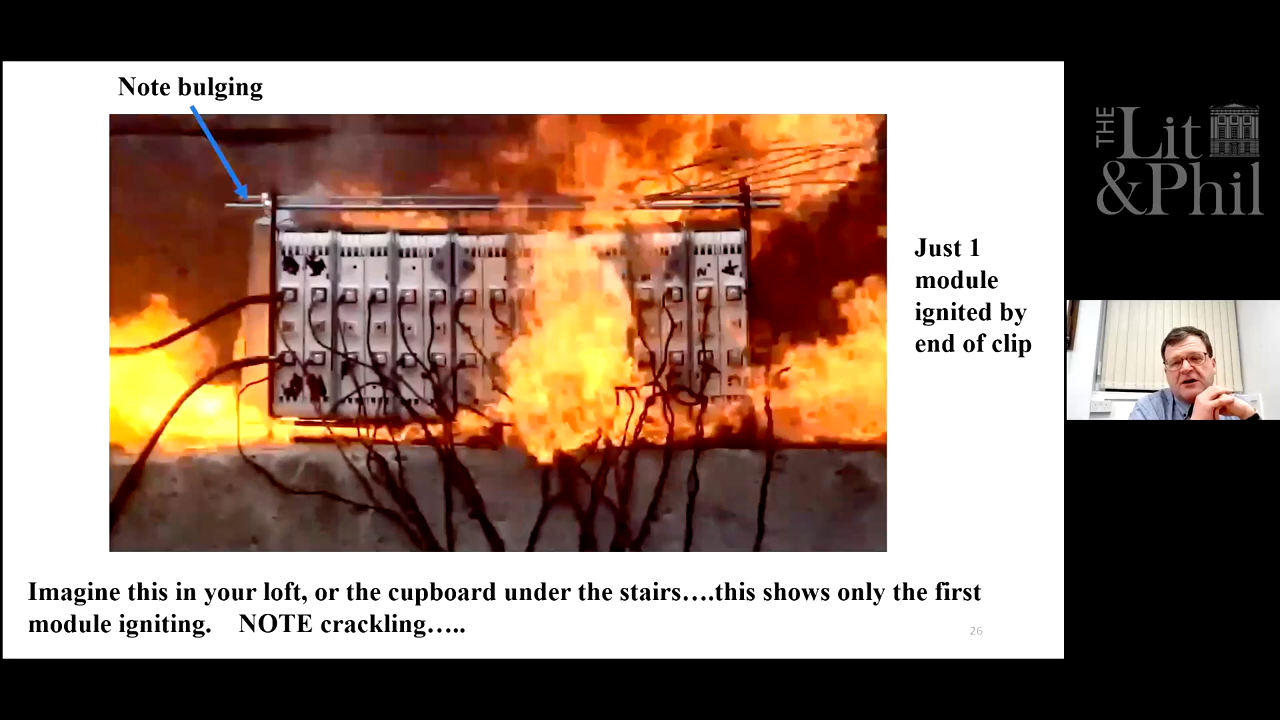 Note bulging
THE
Lit
&Phil
Just 1
module
ignited by
end of clip
Imagine this in your loft, or the cupboard under the stairs….this shows only the first
module igniting. NOTE crackling…..
26